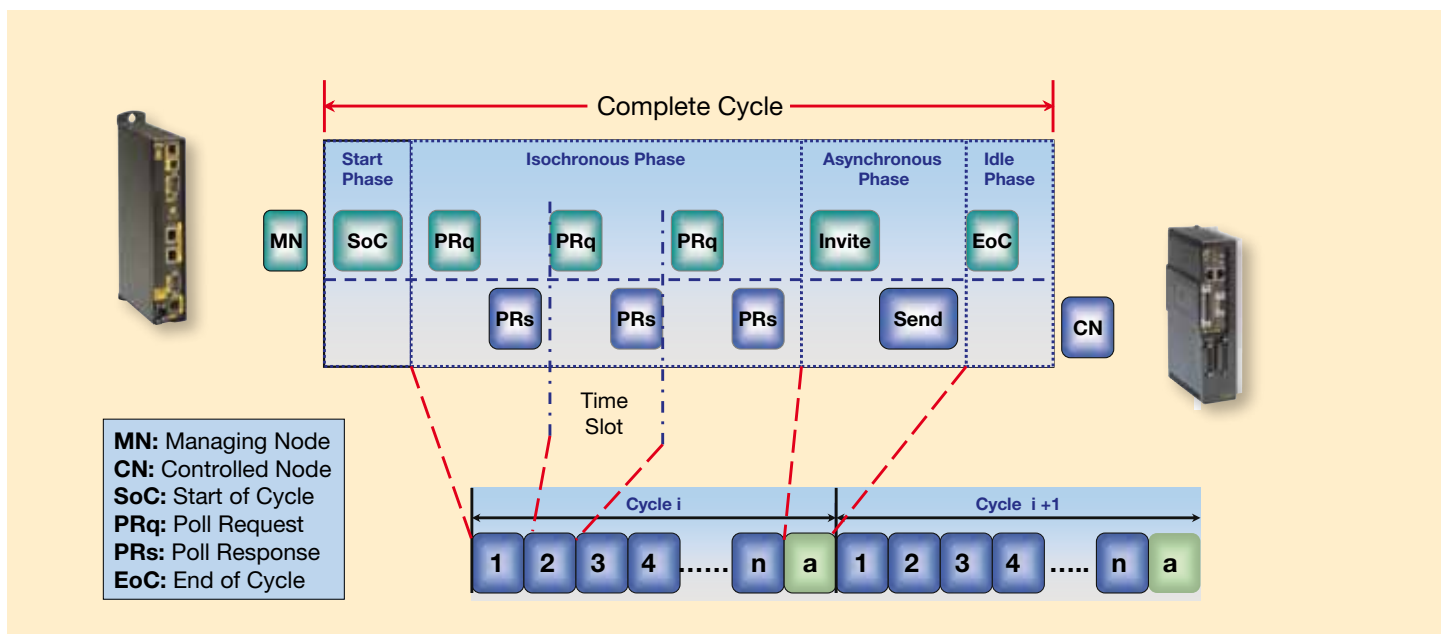 Complete Cycle
Start
Phase
Isochronous Phase
Asynchronous
Phase
Idle
Phase
MN
SoC
PRq
PRq
PRq
Invite
EoC
PRs
PRs
PRs
Send
CN
Time
Slot
MN: Managing Node
CN: Controlled Node
SoC: Start of Cycle
PRq: Poll Request
PRs: Poll Response
EoC: End of Cycle
Cycle i
Cycle i +1
1 2 3 4 ...... n a 1 2 3 4 ..... n a